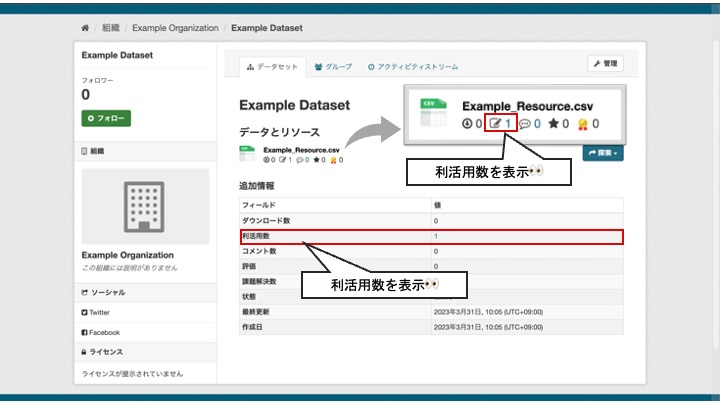 組織 / Example Organization / Example Dataset
Example Dataset
フォロワー
0
フォロー
組織
Example Organization
この組織には説明がありません
ソーシャル
Twitter
Facebook
ライセンス
ライセンスが提示されていません
データセット グループ アクティビティストリーム 管理
Example Dataset
データとリソース
CSV Example_Resource.csv
0 1 0 0 0
CSV Example_Resource.csv
0 1 0 0 0
利活用数を表示👀
探索
追加情報
フィールド 値
ダウンロード数 0
利活用数 1
コメント数 0
評価 0
課題解決数
利活用数を表示👀
状態
最終更新 2023年3月31日, 10:05 (UTC+09:00)
作成日 2023年3月31日, 10:05 (UTC+09:00)